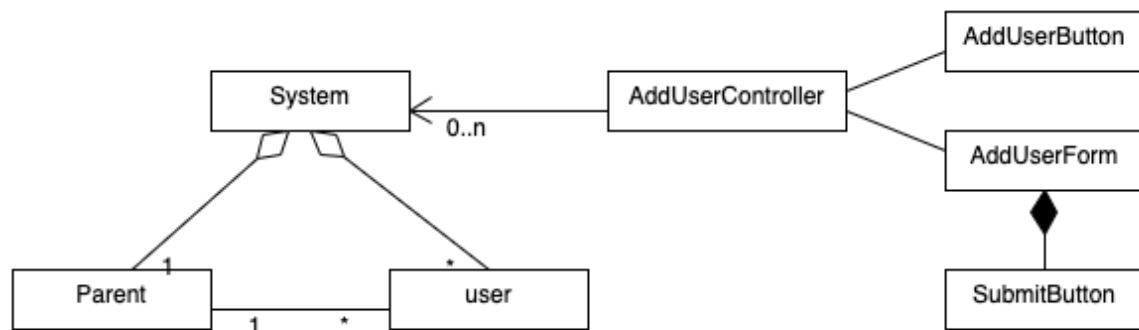 AddUserButton
System
AddUserController
0..n
AddUserForm
1
*
Parent
user
SubmitButton
1
*